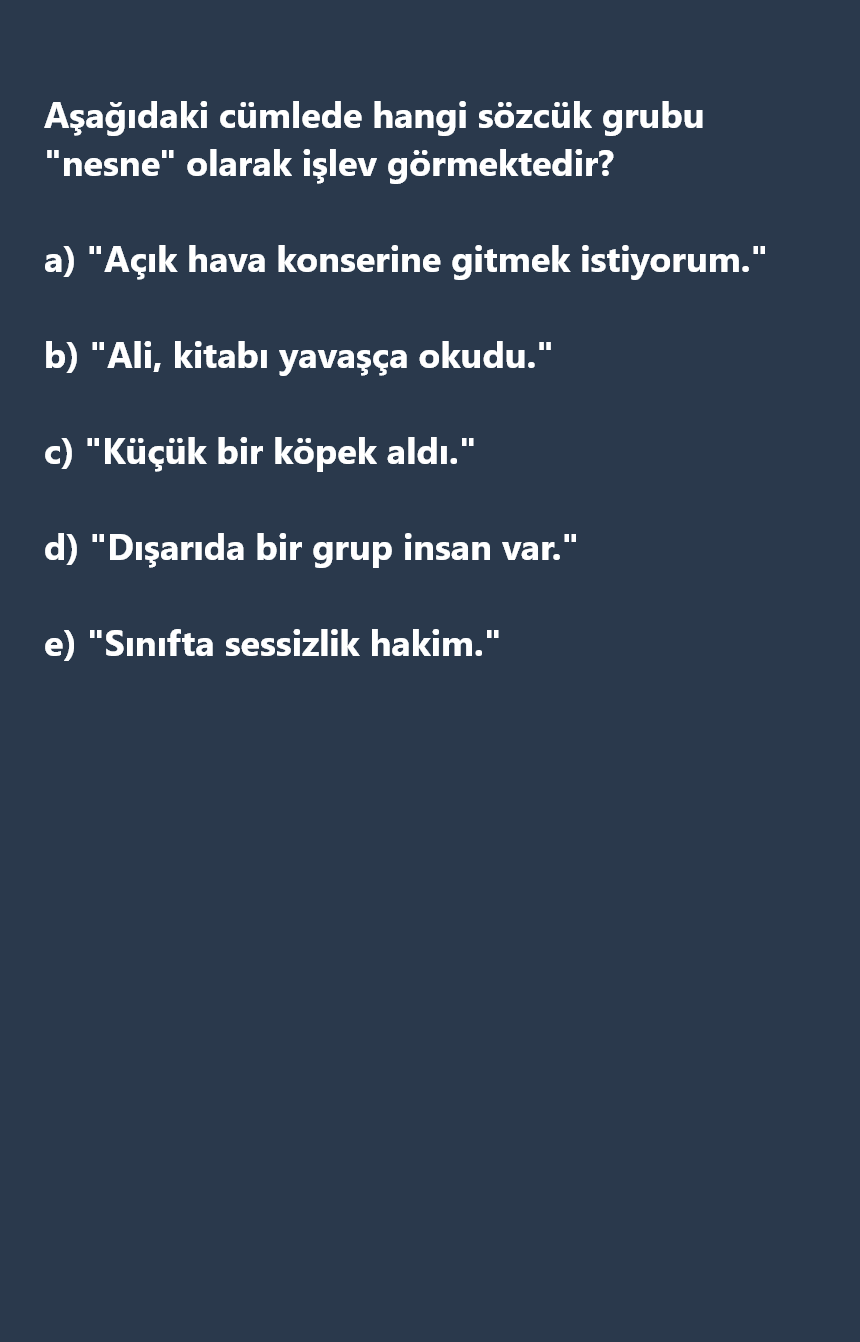 Aşağıdaki cümlede hangi sözcük grubu
"nesne" olarak işlev görmektedir?
a) "Açık hava konserine gitmek istiyorum."
b) "Ali, kitabı yavaşça okudu."
c) "Küçük bir köpek aldı."
d) "Dışarıda bir grup insan var."
e) "Sınıfta sessizlik hakim."